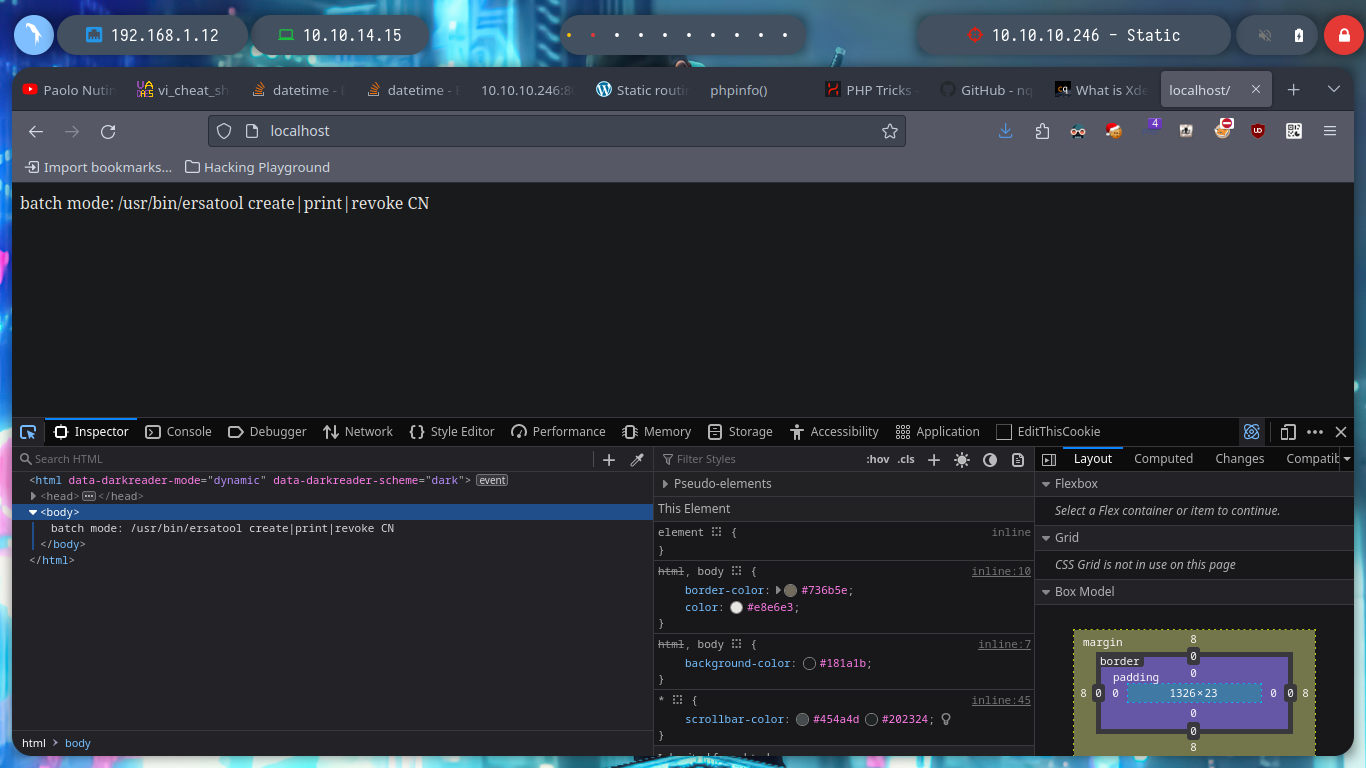 192.168.1.12
10.10.14.15
10.10.10.246 - Static
Paolo Nutin
vi_cheat_sh
datetime - E
datetime - E
10.10.10.246:80
Static routi
phpinfo()
PHP Tricks -
GitHub - nq
What is Xde
localhost/
localhost
4
Import bookmarks...
Hacking Playground
batch mode: /usr/bin/ersatool create|print|revoke CN
Inspector
Console
Debugger
Network
Style Editor
Performance
Memory
Storage
Accessibility
Application
EditThisCookie
Search HTML
Filter Styles
:hov .cls
Layout
Computed
Changes
Compatib
<html data-darkreader-mode="dynamic" data-darkreader-scheme="dark"> event
<head> ••• </head>
<body>
batch mode: /usr/bin/ersatool create|print|revoke CN
</body>
</html>
html > body
Pseudo-elements
This Element
element { inline
}
html, body { inline:10
border-color: #736b5e;
color: #e8e6e3;
}
html, body { inline:7
background-color: #181a1b;
}
* { inline:45
scrollbar-color: #454a4d #202324;
}
Flexbox
Select a Flex container or item to continue.
Grid
CSS Grid is not in use on this page
Box Model
margin
8
border
0
padding
0
8 0 0 1326×23 0 0 8
0
0
8